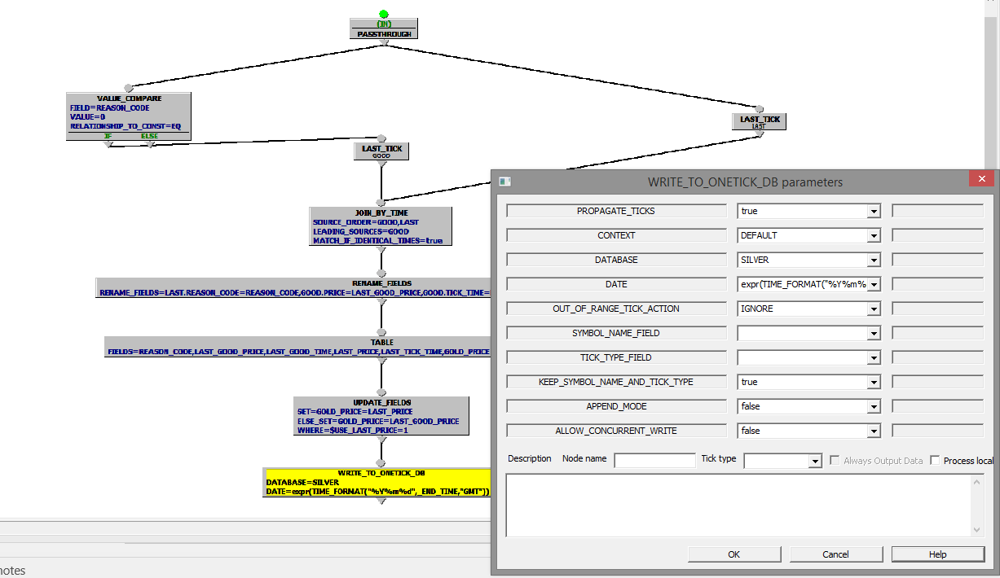 (IN)
PASSTHROUGH
VALUE_COMPARE
FIELD=REASON_CODE
VALUE=0
RELATIONSHIP_TO_CONST=EQ
IF ELSE
LAST_TICK
LAST
LAST_TICK
GOOD
JOIN_BY_TIME
SOURCE_ORDER=GOOD,LAST
LEADING_SOURCES=GOOD
MATCH_IF_IDENTICAL_TIMES=true
RENAME_FIELDS
RENAME_FIELDS=LAST.REASON_CODE=REASON_CODE,GOOD.PRICE=LAST_GOOD_PRICE,GOOD.TICK_TIME=
TABLE
FIELDS=REASON_CODE,LAST_GOOD_PRICE,LAST_GOOD_TIME,LAST_PRICE,LAST_TICK_TIME,GOLD_PRICE
UPDATE_FIELDS
SET=GOLD_PRICE=LAST_PRICE
ELSE_SET=GOLD_PRICE=LAST_GOOD_PRICE
WHERE=$USE_LAST_PRICE=1
WRITE_TO_ONETICK_DB
DATABASE=SILVER
DATE=expr(TIME_FORMAT("%Y%m%d",_END_TIME,"GMT"))
notes
WRITE_TO_ONETICK_DB parameters
PROPAGATE_TICKS true
CONTEXT DEFAULT
DATABASE SILVER
DATE expr(TIME_FORMAT("%Y%m%
OUT_OF_RANGE_TICK_ACTION IGNORE
SYMBOL_NAME_FIELD
TICK_TYPE_FIELD
KEEP_SYMBOL_NAME_AND_TICK_TYPE true
APPEND_MODE false
ALLOW_CONCURRENT_WRITE false
Description Node name Tick type Always Output Data Process local
OK Cancel Help